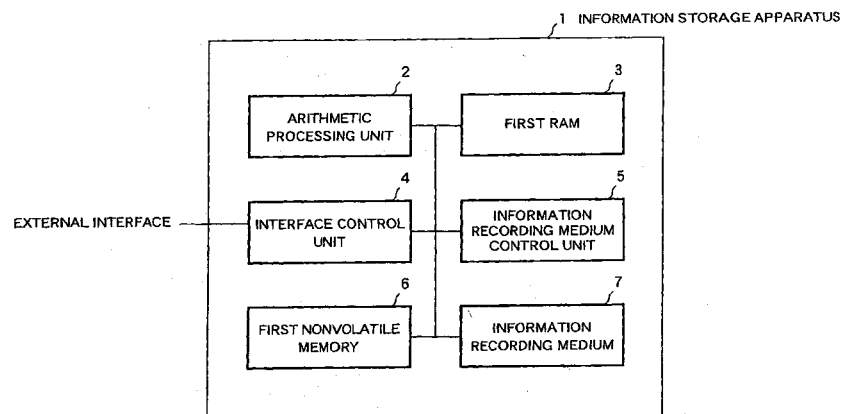 1 INFORMATION STORAGE APPARATUS
2
3
ARITHMETIC
PROCESSING UNIT
FIRST RAM
4
5
EXTERNAL INTERFACE
INTERFACE CONTROL
UNIT
INFORMATION
RECORDING MEDIUM
CONTROL UNIT
6
7
FIRST NONVOLATILE
MEMORY
INFORMATION
RECORDING MEDIUM